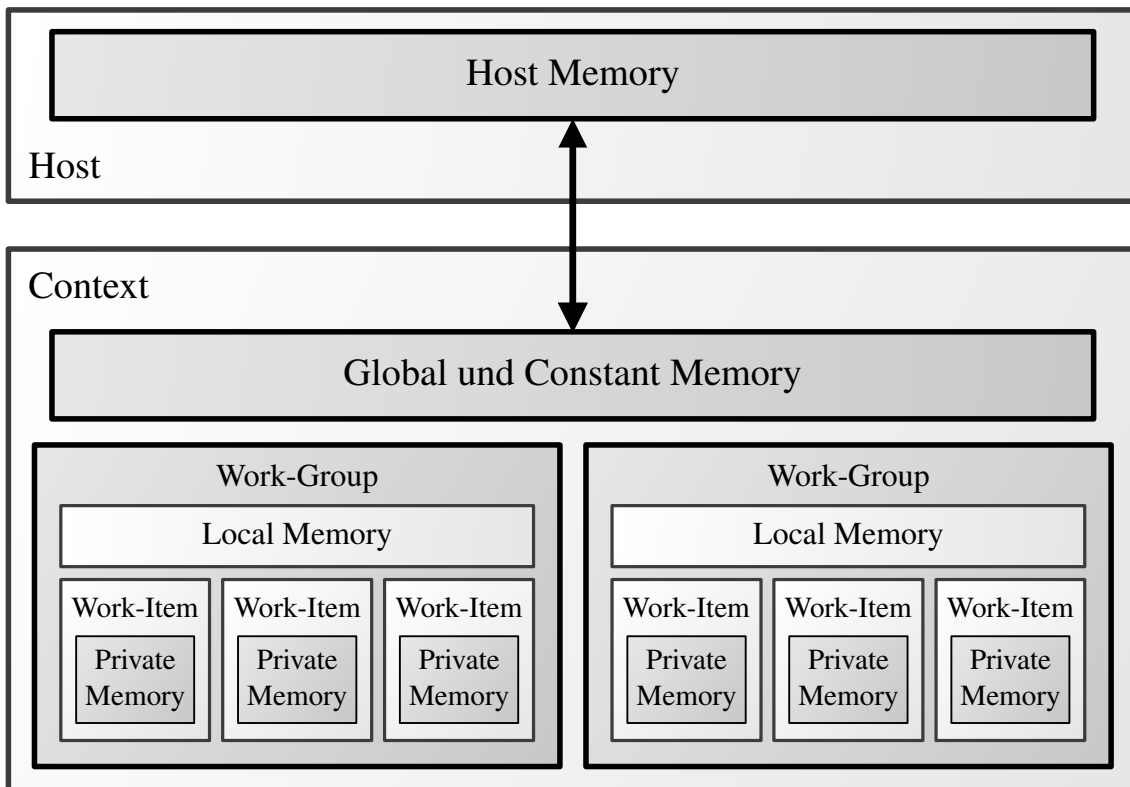 Host Memory
Host
Context
Global und Constant Memory
Work-Group
Local Memory
Work-Item
Private
Memory
Work-Item
Private
Memory
Work-Item
Private
Memory
Work-Group
Local Memory
Work-Item
Private
Memory
Work-Item
Private
Memory
Work-Item
Private
Memory